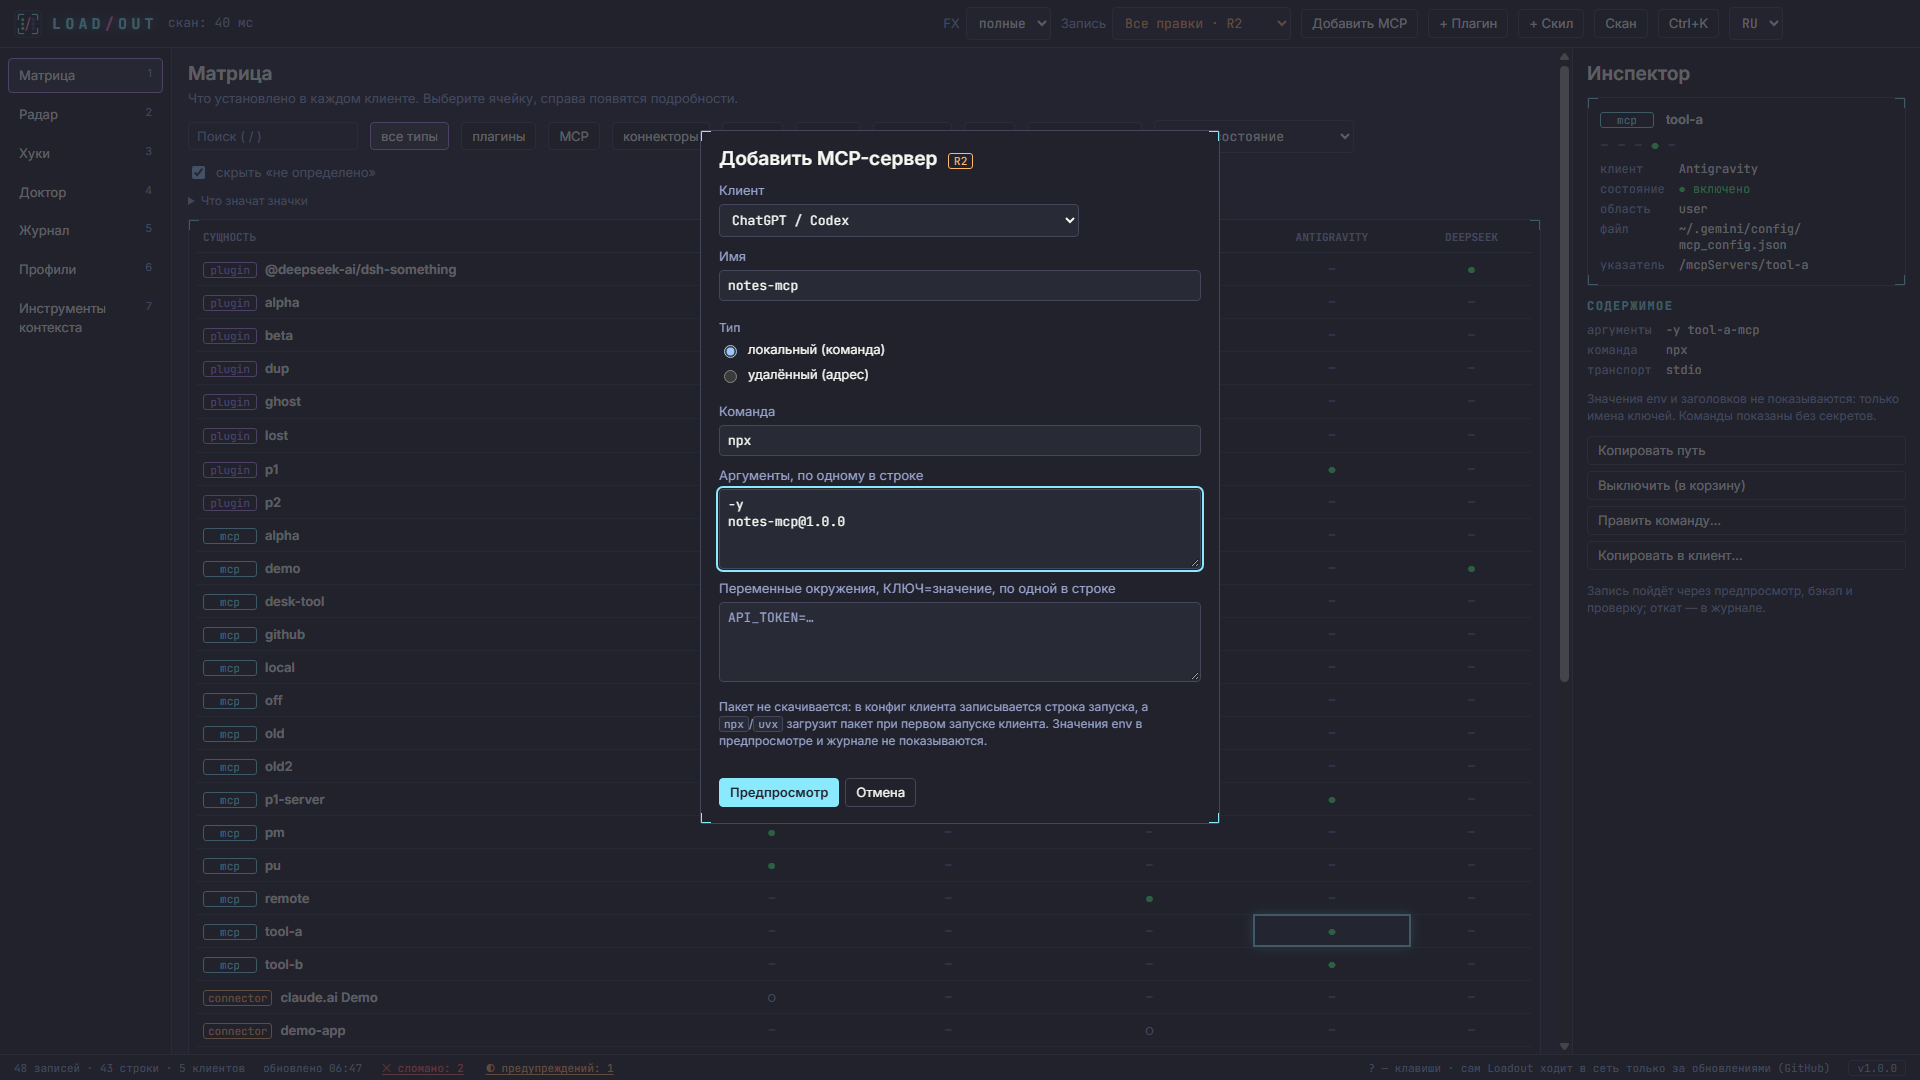 LOAD/OUT скан: 40 мс
FX полные Запись Все правки · R2 Добавить MCP + Плагин + Скил Скан Ctrl+K RU
Матрица 1
Радар 2
Хуки 3
Доктор 4
Журнал 5
Профили 6
Инструменты контекста 7
Матрица
Что установлено в каждом клиенте. Выберите ячейку, справа появятся подробности.
Поиск ( / ) все типы плагины MCP коннекторы остояние
скрыть «не определено»
Что значат значки
СУЩНОСТЬ ANTIGRAVITY DEEPSEEK
plugin @deepseek-ai/dsh-something
plugin alpha
plugin beta
plugin dup
plugin ghost
plugin lost
plugin p1
plugin p2
mcp alpha
mcp demo
mcp desk-tool
mcp github
mcp local
mcp off
mcp old
mcp old2
mcp p1-server
mcp pm
mcp pu
mcp remote
mcp tool-a
mcp tool-b
connector claude.ai Demo
connector demo-app
Добавить MCP-сервер R2
Клиент
ChatGPT / Codex
Имя
notes-mcp
Тип
локальный (команда)
удалённый (адрес)
Команда
npx
Аргументы, по одному в строке
-y
notes-mcp@1.0.0
Переменные окружения, КЛЮЧ=значение, по одной в строке
API_TOKEN=…
Пакет не скачивается: в конфиг клиента записывается строка запуска, а
npx/uvx загрузит пакет при первом запуске клиента. Значения env в
предпросмотре и журнале не показываются.
Предпросмотр Отмена
Инспектор
mcp tool-a
клиент Antigravity
состояние ● включено
область user
файл ~/.gemini/config/
mcp_config.json
указатель /mcpServers/tool-a
СОДЕРЖИМОЕ
аргументы -y tool-a-mcp
команда npx
транспорт stdio
Значения env и заголовков не показываются: только
имена ключей. Команды показаны без секретов.
Копировать путь
Выключить (в корзину)
Править команду…
Копировать в клиент…
Запись пойдёт через предпросмотр, бэкап и
проверку; откат — в журнале.
48 записей · 43 строки · 5 клиентов обновлено 06:47 ✕ сломано: 2 ◐ предупреждений: 1
? — клавиши · сам Loadout ходит в сеть только за обновлениями (GitHub) v1.0.0